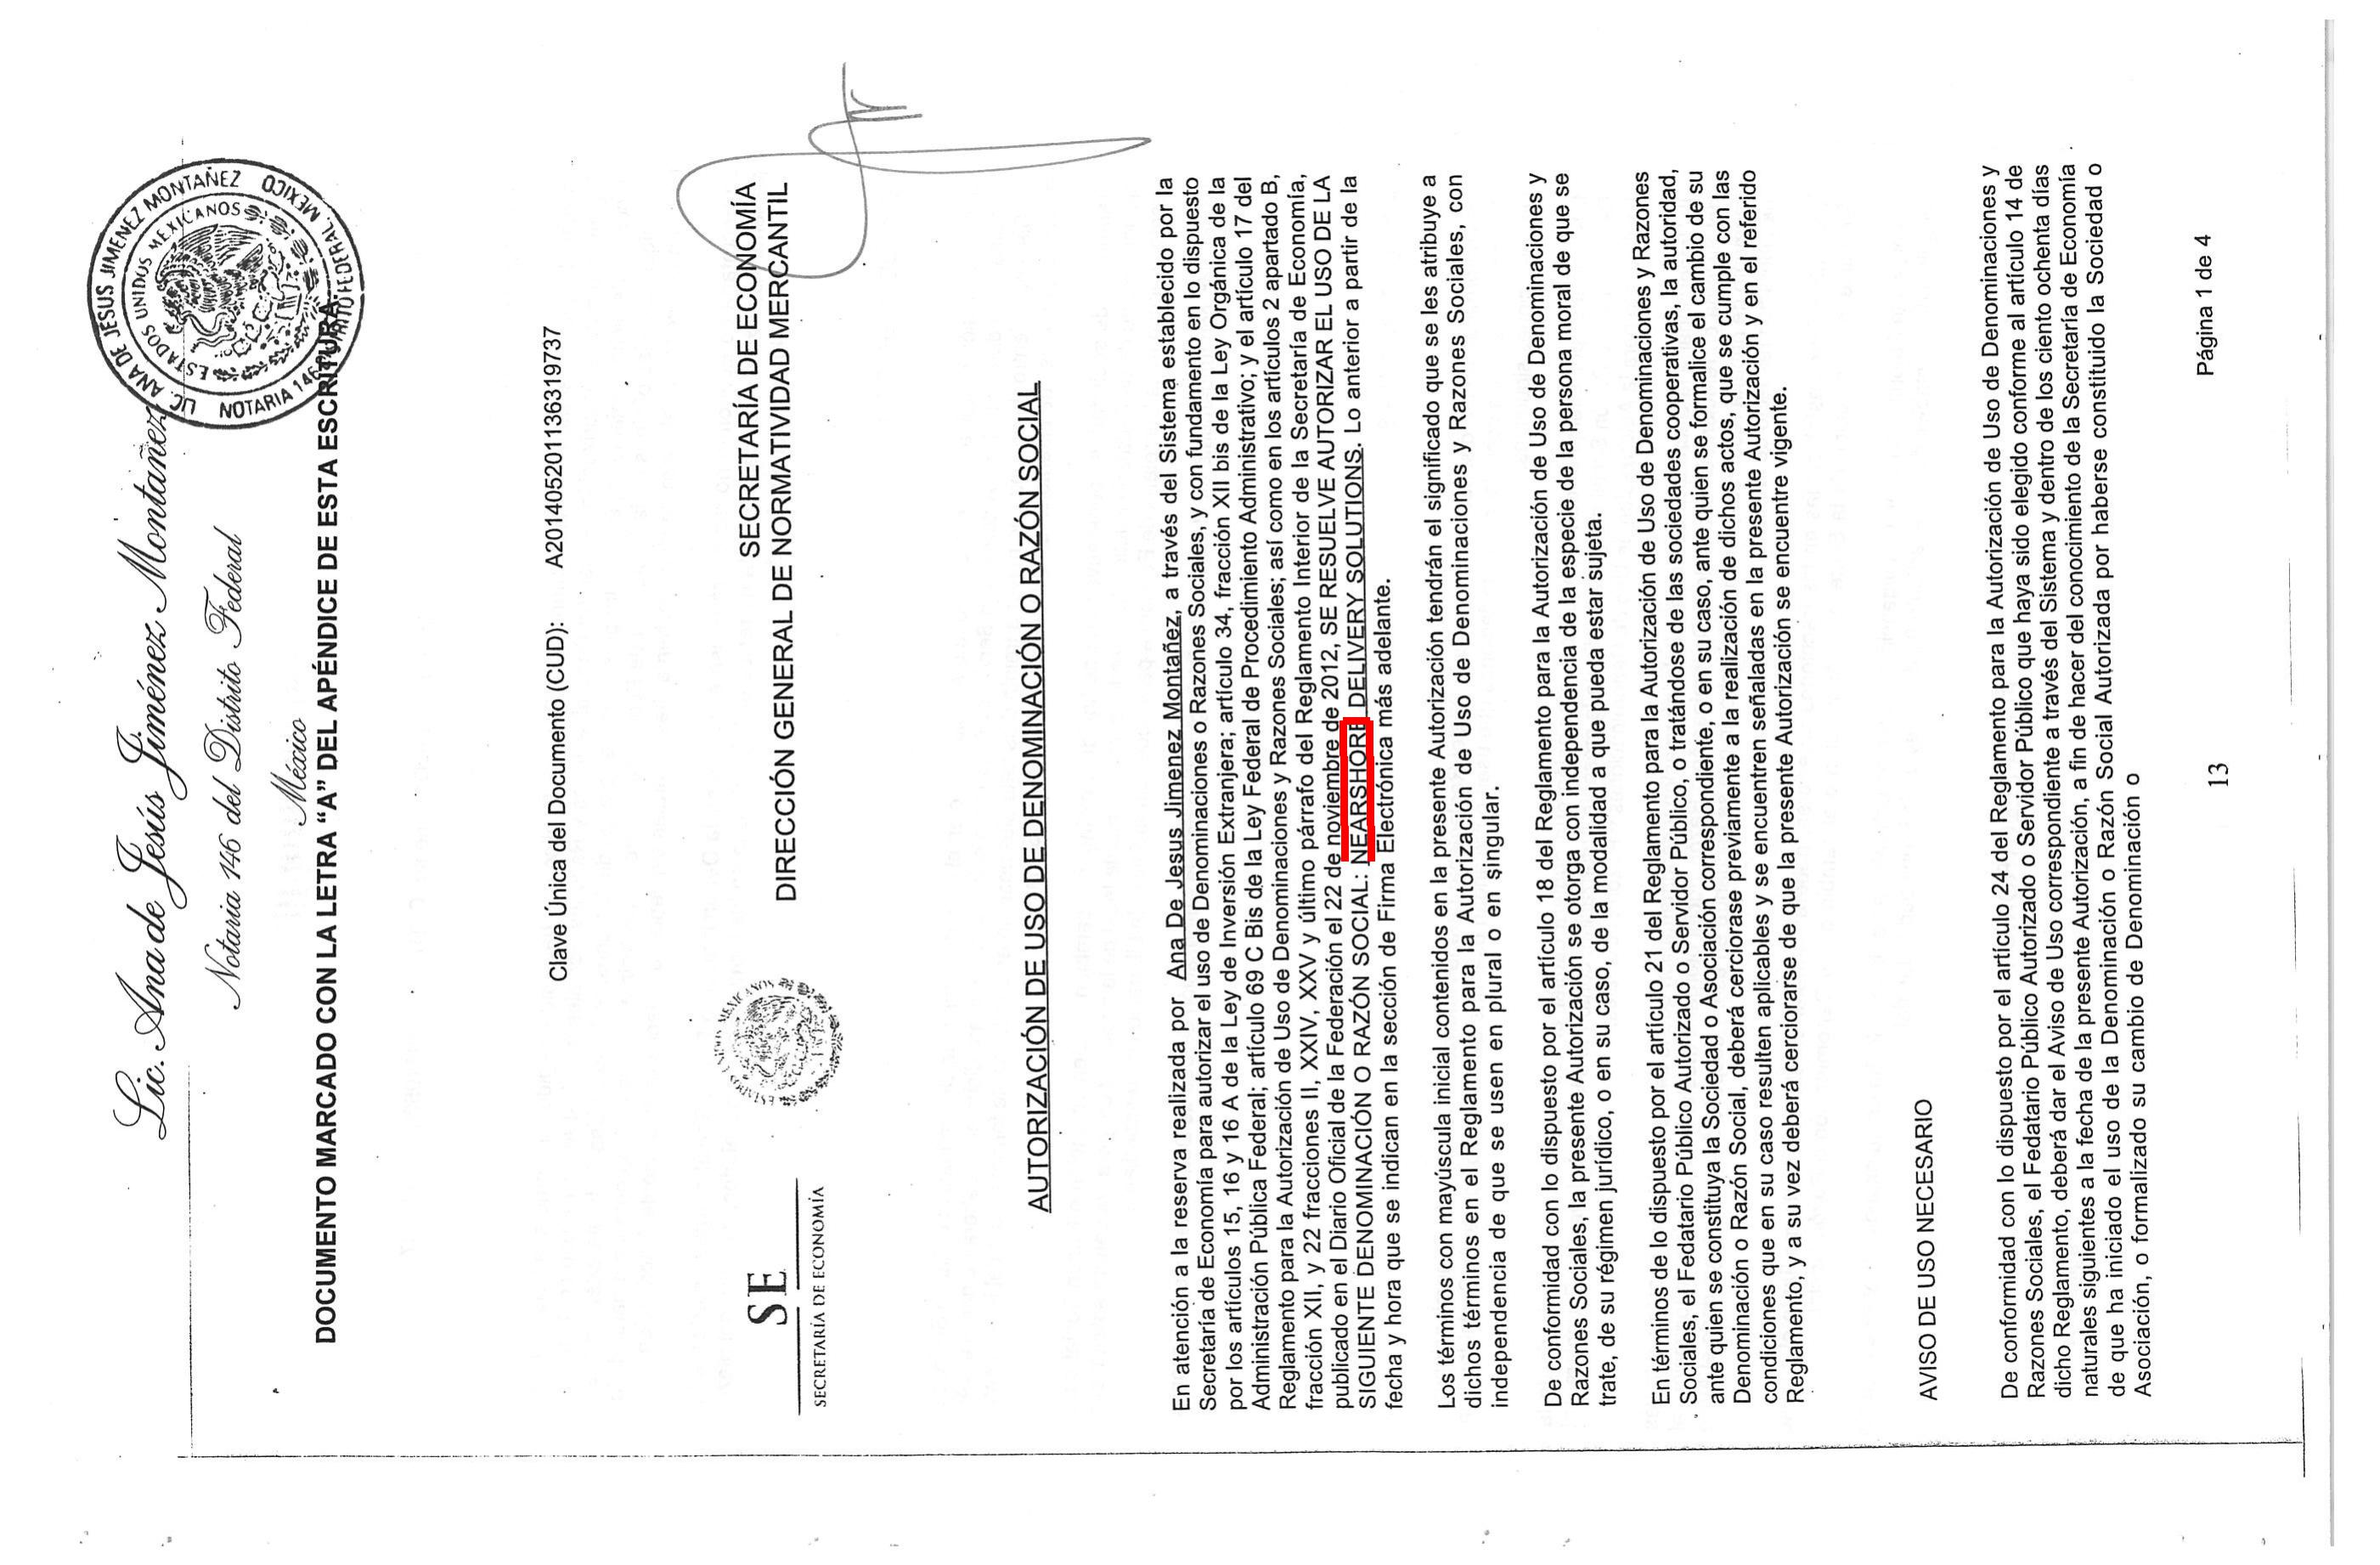 Lic. Ana de Jesús Jiménez Montañez
Notaria 146 del Distrito Federal
México
LIC. ANA DE JESUS JIMENEZ MONTAÑEZ
NOTARIA 146
MEXICO
ESTADOS UNIDOS MEXICANOS
DOCUMENTO MARCADO CON LA LETRA “A” DEL APÉNDICE DE ESTA ESCRITURA.
Clave Única del Documento (CUD): A201405201136319737
SE
SECRETARÍA DE ECONOMÍA
SECRETARÍA DE ECONOMÍA
DIRECCIÓN GENERAL DE NORMATIVIDAD MERCANTIL
AUTORIZACIÓN DE USO DE DENOMINACIÓN O RAZÓN SOCIAL
En atención a la reserva realizada por Ana De Jesus Jimenez Montañez, a través del Sistema establecido por la
Secretaría de Economía para autorizar el uso de Denominaciones o Razones Sociales, y con fundamento en lo dispuesto
por los artículos 15, 16 y 16 A de la Ley de Inversión Extranjera; artículo 34, fracción XII bis de la Ley Orgánica de la
Administración Pública Federal; artículo 69 C Bis de la Ley Federal de Procedimiento Administrativo; y el artículo 17 del
Reglamento para la Autorización de Uso de Denominaciones y Razones Sociales; así como en los artículos 2 apartado B,
fracción XII, y 22 fracciones II, XXIV, XXV y último párrafo del Reglamento Interior de la Secretaría de Economía,
publicado en el Diario Oficial de la Federación el 22 de noviembre de 2012, SE RESUELVE AUTORIZAR EL USO DE LA
SIGUIENTE DENOMINACIÓN O RAZÓN SOCIAL: NEARSHORE DELIVERY SOLUTIONS. Lo anterior a partir de la
fecha y hora que se indican en la sección de Firma Electrónica más adelante.
Los términos con mayúscula inicial contenidos en la presente Autorización tendrán el significado que se les atribuye a
dichos términos en el Reglamento para la Autorización de Uso de Denominaciones y Razones Sociales, con
independencia de que se usen en plural o en singular.
De conformidad con lo dispuesto por el artículo 18 del Reglamento para la Autorización de Uso de Denominaciones y
Razones Sociales, la presente Autorización se otorga con independencia de la especie de la persona moral de que se
trate, de su régimen jurídico, o en su caso, de la modalidad a que pueda estar sujeta.
En términos de lo dispuesto por el artículo 21 del Reglamento para la Autorización de Uso de Denominaciones y Razones
Sociales, el Fedatario Público Autorizado o Servidor Público, o tratándose de las sociedades cooperativas, la autoridad,
ante quien se constituya la Sociedad o Asociación correspondiente, o en su caso, ante quien se formalice el cambio de su
Denominación o Razón Social, deberá cerciorase previamente a la realización de dichos actos, que se cumple con las
condiciones que en su caso resulten aplicables y se encuentren señaladas en la presente Autorización y en el referido
Reglamento, y a su vez deberá cerciorarse de que la presente Autorización se encuentre vigente.
AVISO DE USO NECESARIO
De conformidad con lo dispuesto por el artículo 24 del Reglamento para la Autorización de Uso de Denominaciones y
Razones Sociales, el Fedatario Público Autorizado o Servidor Público que haya sido elegido conforme al artículo 14 de
dicho Reglamento, deberá dar el Aviso de Uso correspondiente a través del Sistema y dentro de los ciento ochenta días
naturales siguientes a la fecha de la presente Autorización, a fin de hacer del conocimiento de la Secretaría de Economía
de que ha iniciado el uso de la Denominación o Razón Social Autorizada por haberse constituido la Sociedad o
Asociación, o formalizado su cambio de Denominación o
Página 1 de 4
13